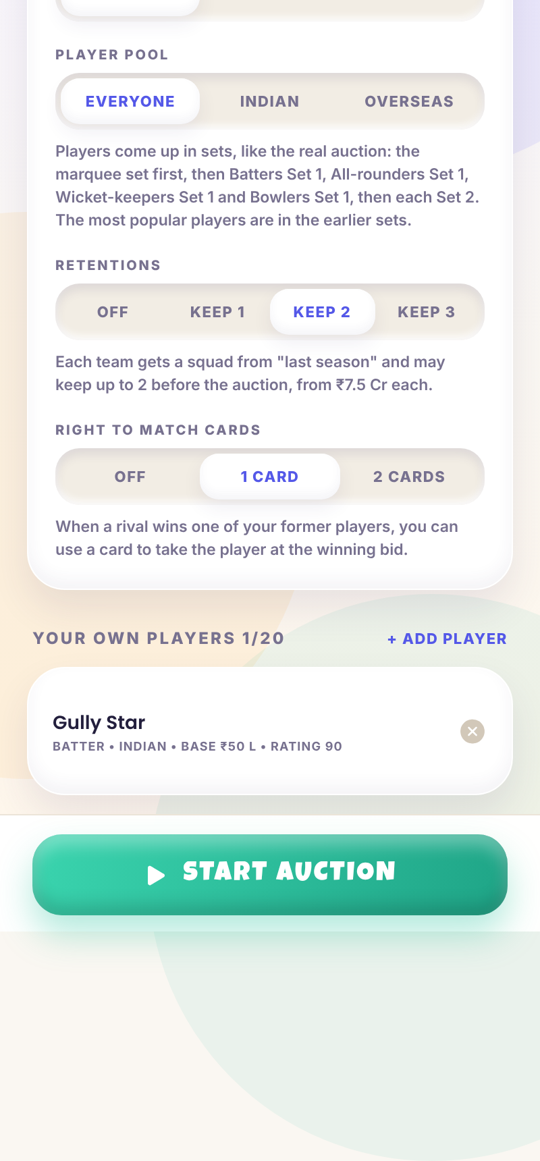 PLAYER POOL
EVERYONE INDIAN OVERSEAS
Players come up in sets, like the real auction: the
marquee set first, then Batters Set 1, All-rounders Set 1,
Wicket-keepers Set 1 and Bowlers Set 1, then each Set 2.
The most popular players are in the earlier sets.
RETENTIONS
OFF KEEP 1 KEEP 2 KEEP 3
Each team gets a squad from "last season" and may
keep up to 2 before the auction, from ₹7.5 Cr each.
RIGHT TO MATCH CARDS
OFF 1 CARD 2 CARDS
When a rival wins one of your former players, you can
use a card to take the player at the winning bid.
YOUR OWN PLAYERS 1/20 + ADD PLAYER
Gully Star
BATTER • INDIAN • BASE ₹50 L • RATING 90
START AUCTION